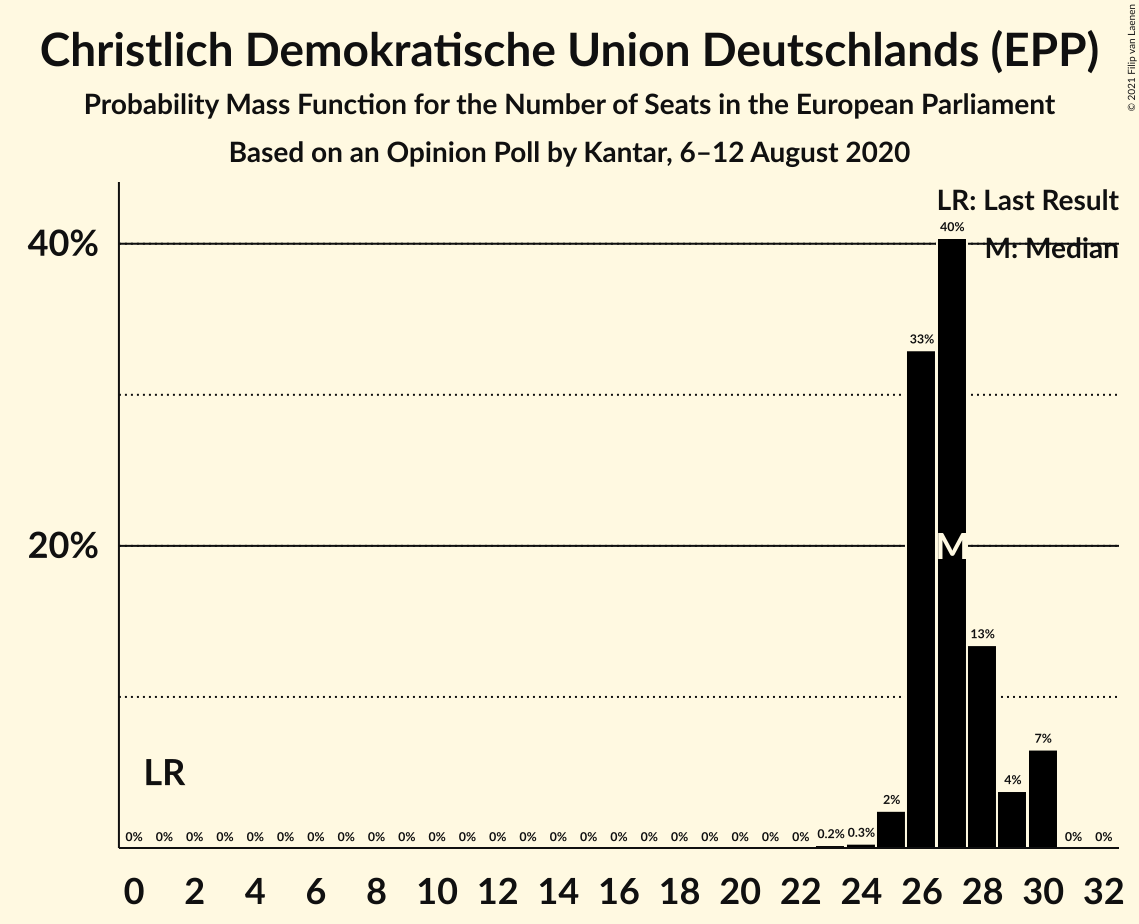 Christlich Demokratische Union Deutschlands (EPP)
Probability Mass Function for the Number of Seats in the European Parliament
Based on an Opinion Poll by Kantar, 6–12 August 2020
© 2021 Filip van Laenen
LR: Last Result
M: Median
40%
20%
40%
33%
M
13%
7%
4%
2%
LR
0% 0% 0% 0% 0% 0% 0% 0% 0% 0% 0% 0% 0% 0% 0% 0% 0% 0% 0% 0% 0% 0% 0% 0.2% 0.3% 0% 0%
0 2 4 6 8 10 12 14 16 18 20 22 24 26 28 30 32